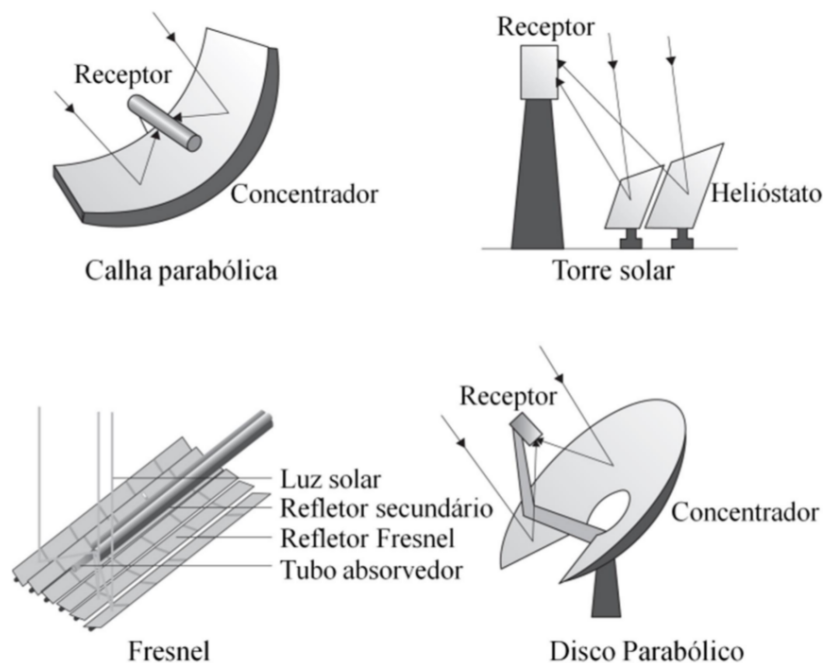 Receptor
Concentrador
Calha parabólica
Receptor
Helióstato
Torre solar
Luz solar
Refletor secundário
Refletor Fresnel
Tubo absorvedor
Fresnel
Receptor
Concentrador
Disco Parabólico